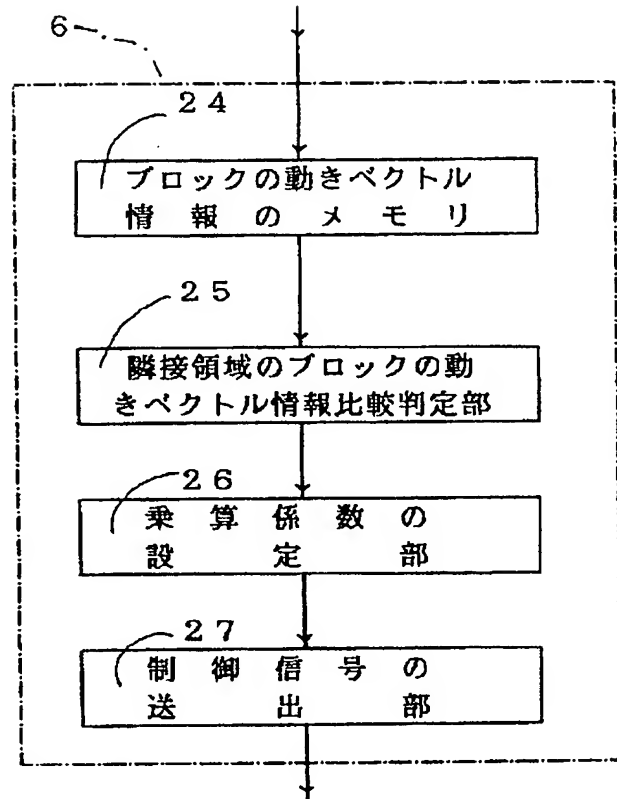 6
24
ブロックの動きベクトル
情報のメモリ
25
隣接領域のブロックの動
きベクトル情報比較判定部
26
乗算係数の
設定部
27
制御信号の
送出部